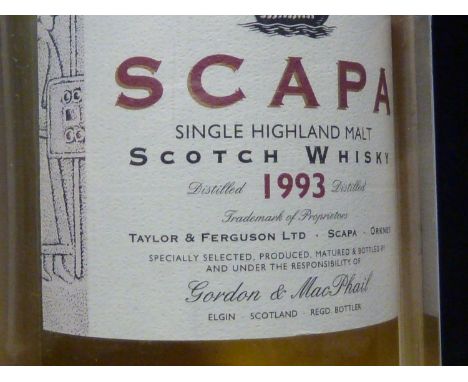 SCAPA
SINGLE HIGHLAND MALT
SCOTCH WHISKY
Distilled 1993 Distilled
Trademark of Proprietors
TAYLOR & FERGUSON LTD · SCAPA · ORKNEY
SPECIALLY SELECTED, PRODUCED, MATURED & BOTTLED BY
AND UNDER THE RESPONSIBILITY OF
Gordon & MacPhail
ELGIN · SCOTLAND · REGD. BOTTLER